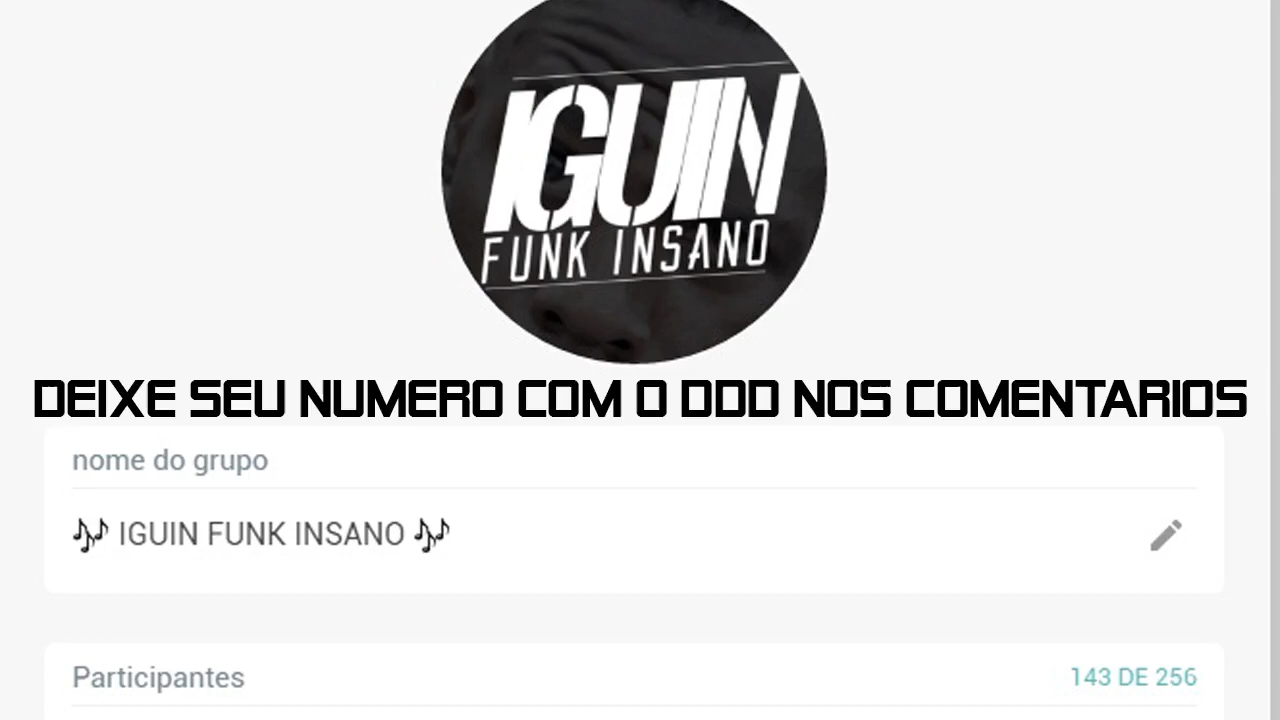 IGUIN
FUNK INSANO
DEIXE SEU NUMERO COM O DDD NOS COMENTARIOS
nome do grupo
🎶 IGUIN FUNK INSANO 🎶
Participantes
143 DE 256